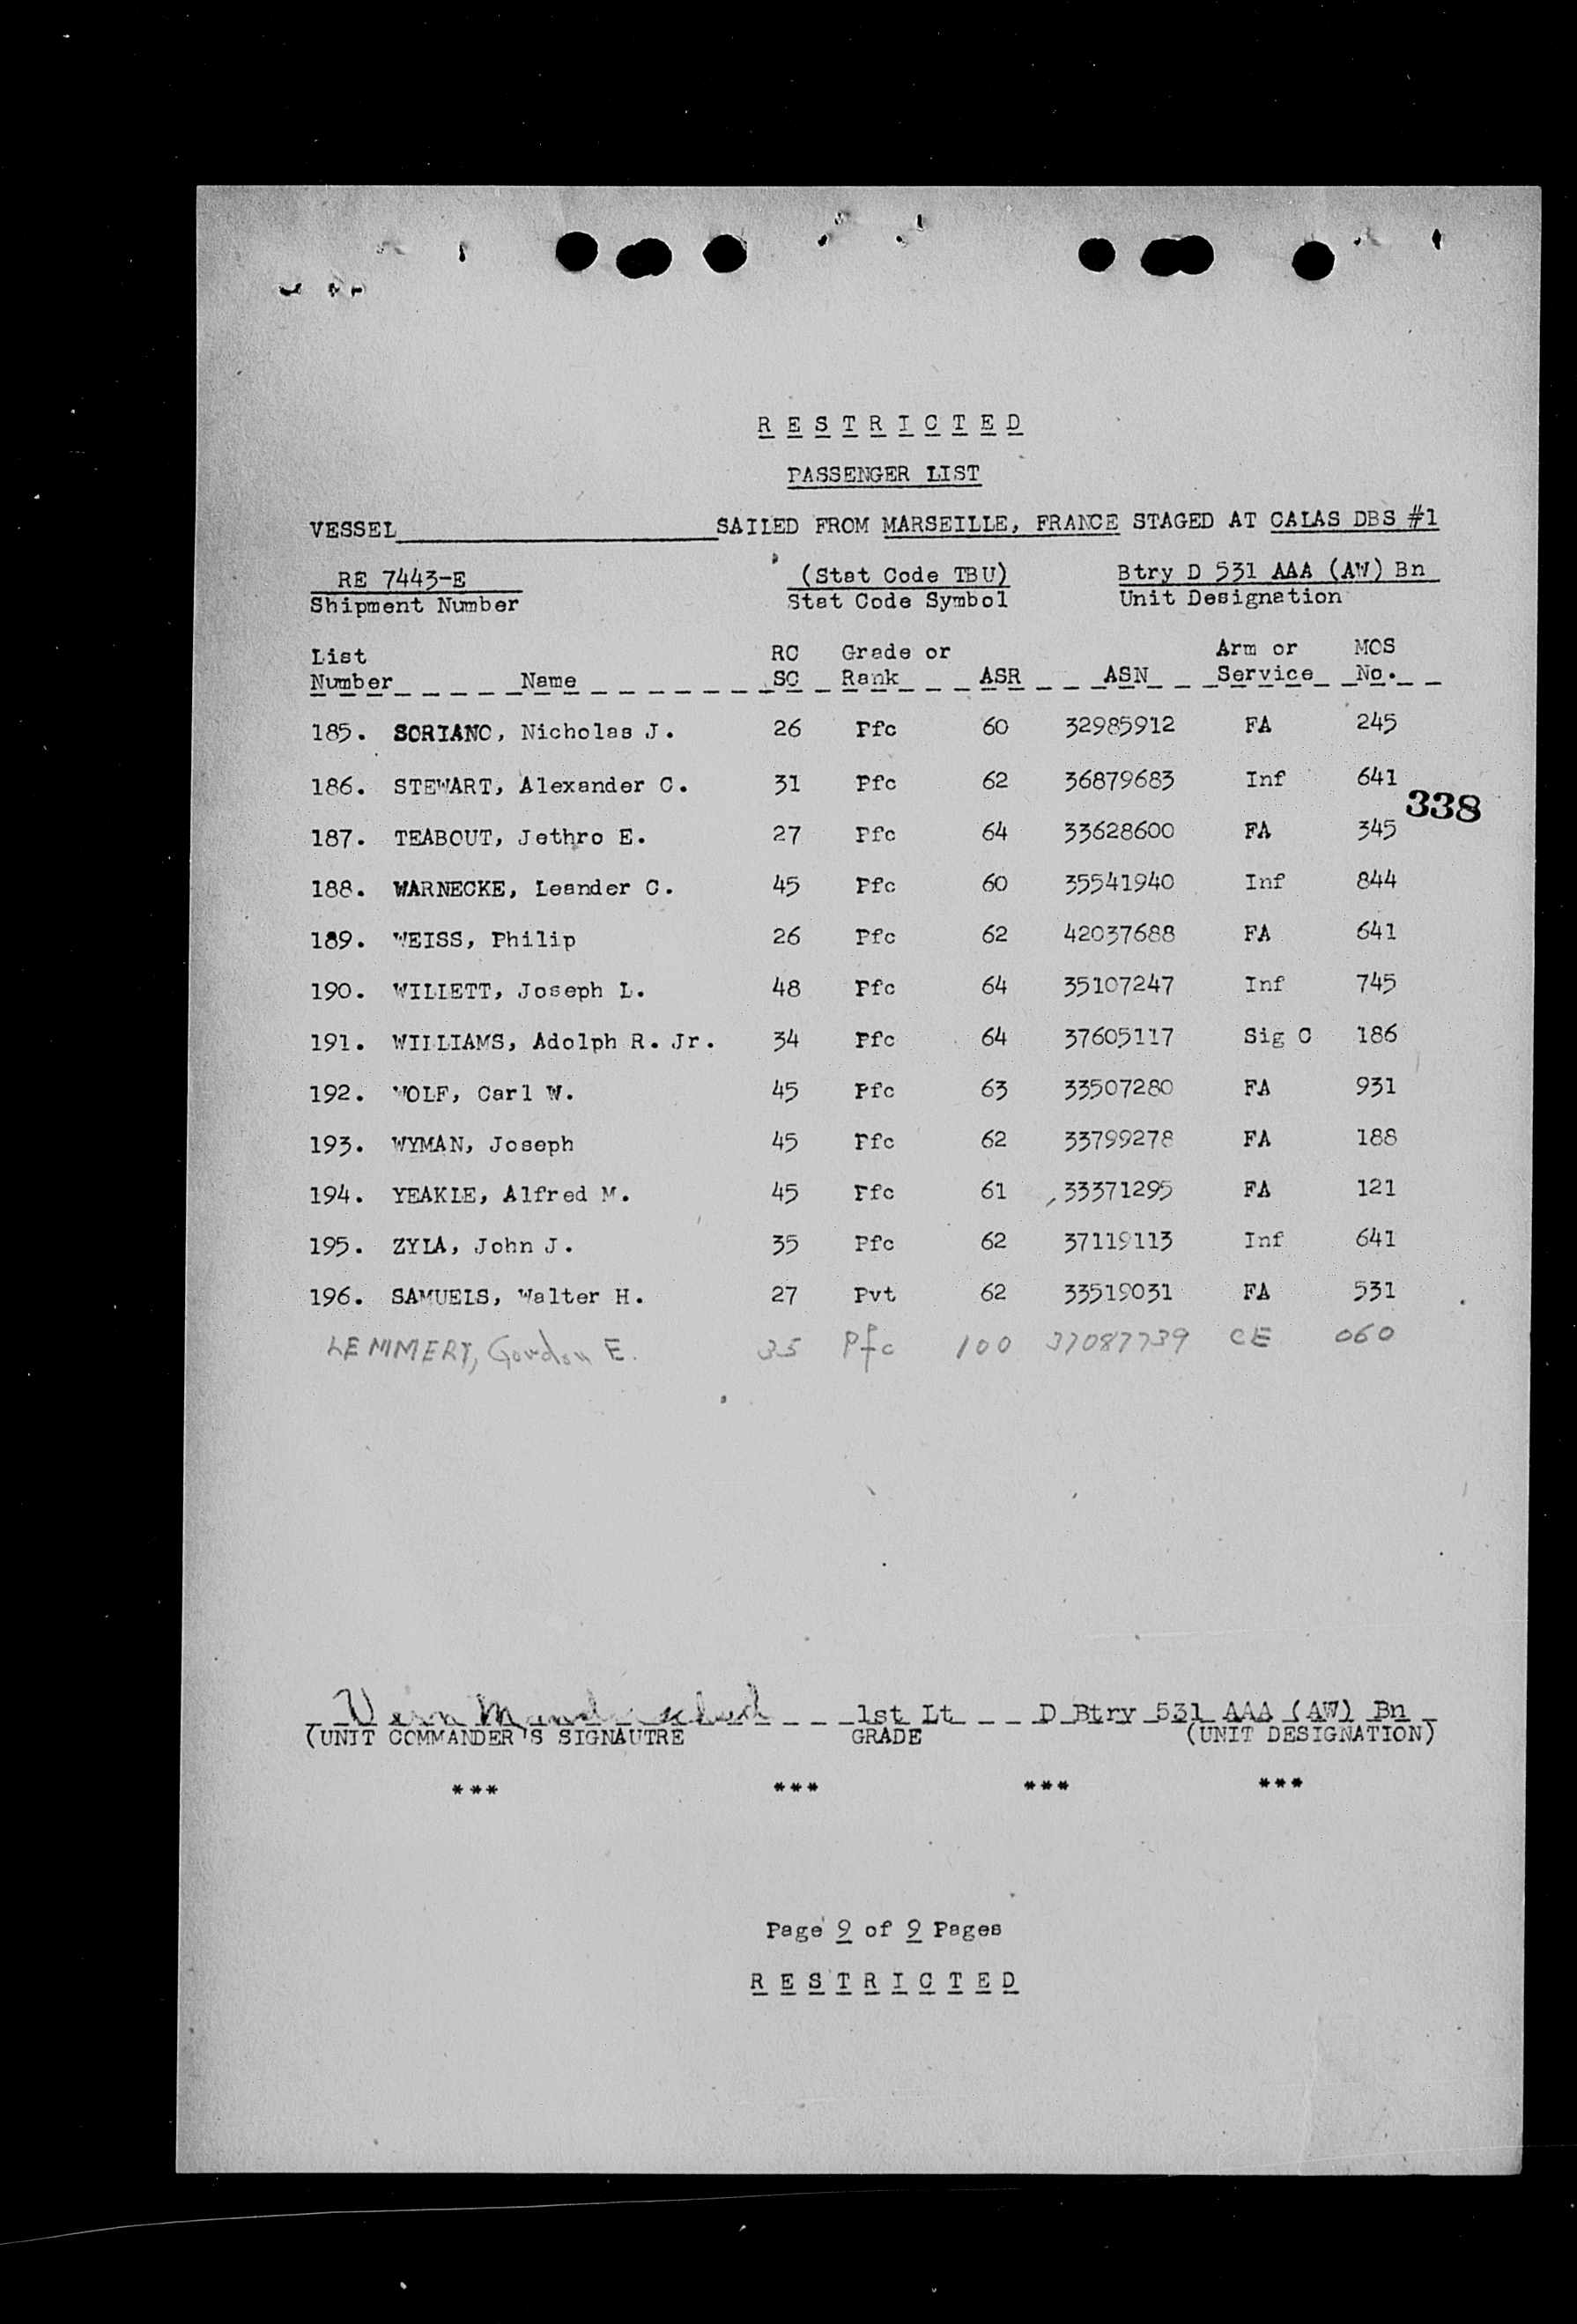 R E S T R I C T E D
PASSENGER LIST
VESSEL____________SAILED FROM MARSEILLE, FRANCE STAGED AT CALAS DBS #1
RE 7443-E (Stat Code TBU) Btry D 531 AAA (AW) Bn
Shipment Number Stat Code Symbol Unit Designation
List RC Grade or Arm or MOS
Number Name SC Rank ASR ASN Service No.
185. SORIANO, Nicholas J. 26 Pfc 60 32985912 FA 245
186. STEWART, Alexander C. 31 Pfc 62 36879683 Inf 641
338
187. TEABOUT, Jethro E. 27 Pfc 64 33628600 FA 345
188. WARNECKE, Leander C. 45 Pfc 60 35541940 Inf 844
189. WEISS, Philip 26 Pfc 62 42037688 FA 641
190. WILLETT, Joseph L. 48 Pfc 64 35107247 Inf 745
191. WILLIAMS, Adolph R. Jr. 34 Pfc 64 37605117 Sig C 186
192. WOLF, Carl W. 45 Pfc 63 33507280 FA 931
193. WYMAN, Joseph 45 Pfc 62 33799278 FA 188
194. YEAKLE, Alfred M. 45 Pfc 61 33371295 FA 121
195. ZYLA, John J. 35 Pfc 62 37119113 Inf 641
196. SAMUELS, Walter H. 27 Pvt 62 33519031 FA 531
LEMMERT, Gordon E. 35 Pfc 100 37087739 CE 060
Vern 1st Lt D Btry 531 AAA (AW) Bn
(UNIT COMMANDER'S SIGNAUTRE GRADE (UNIT DESIGNATION)
*** *** *** ***
Page 9 of 9 Pages
R E S T R I C T E D